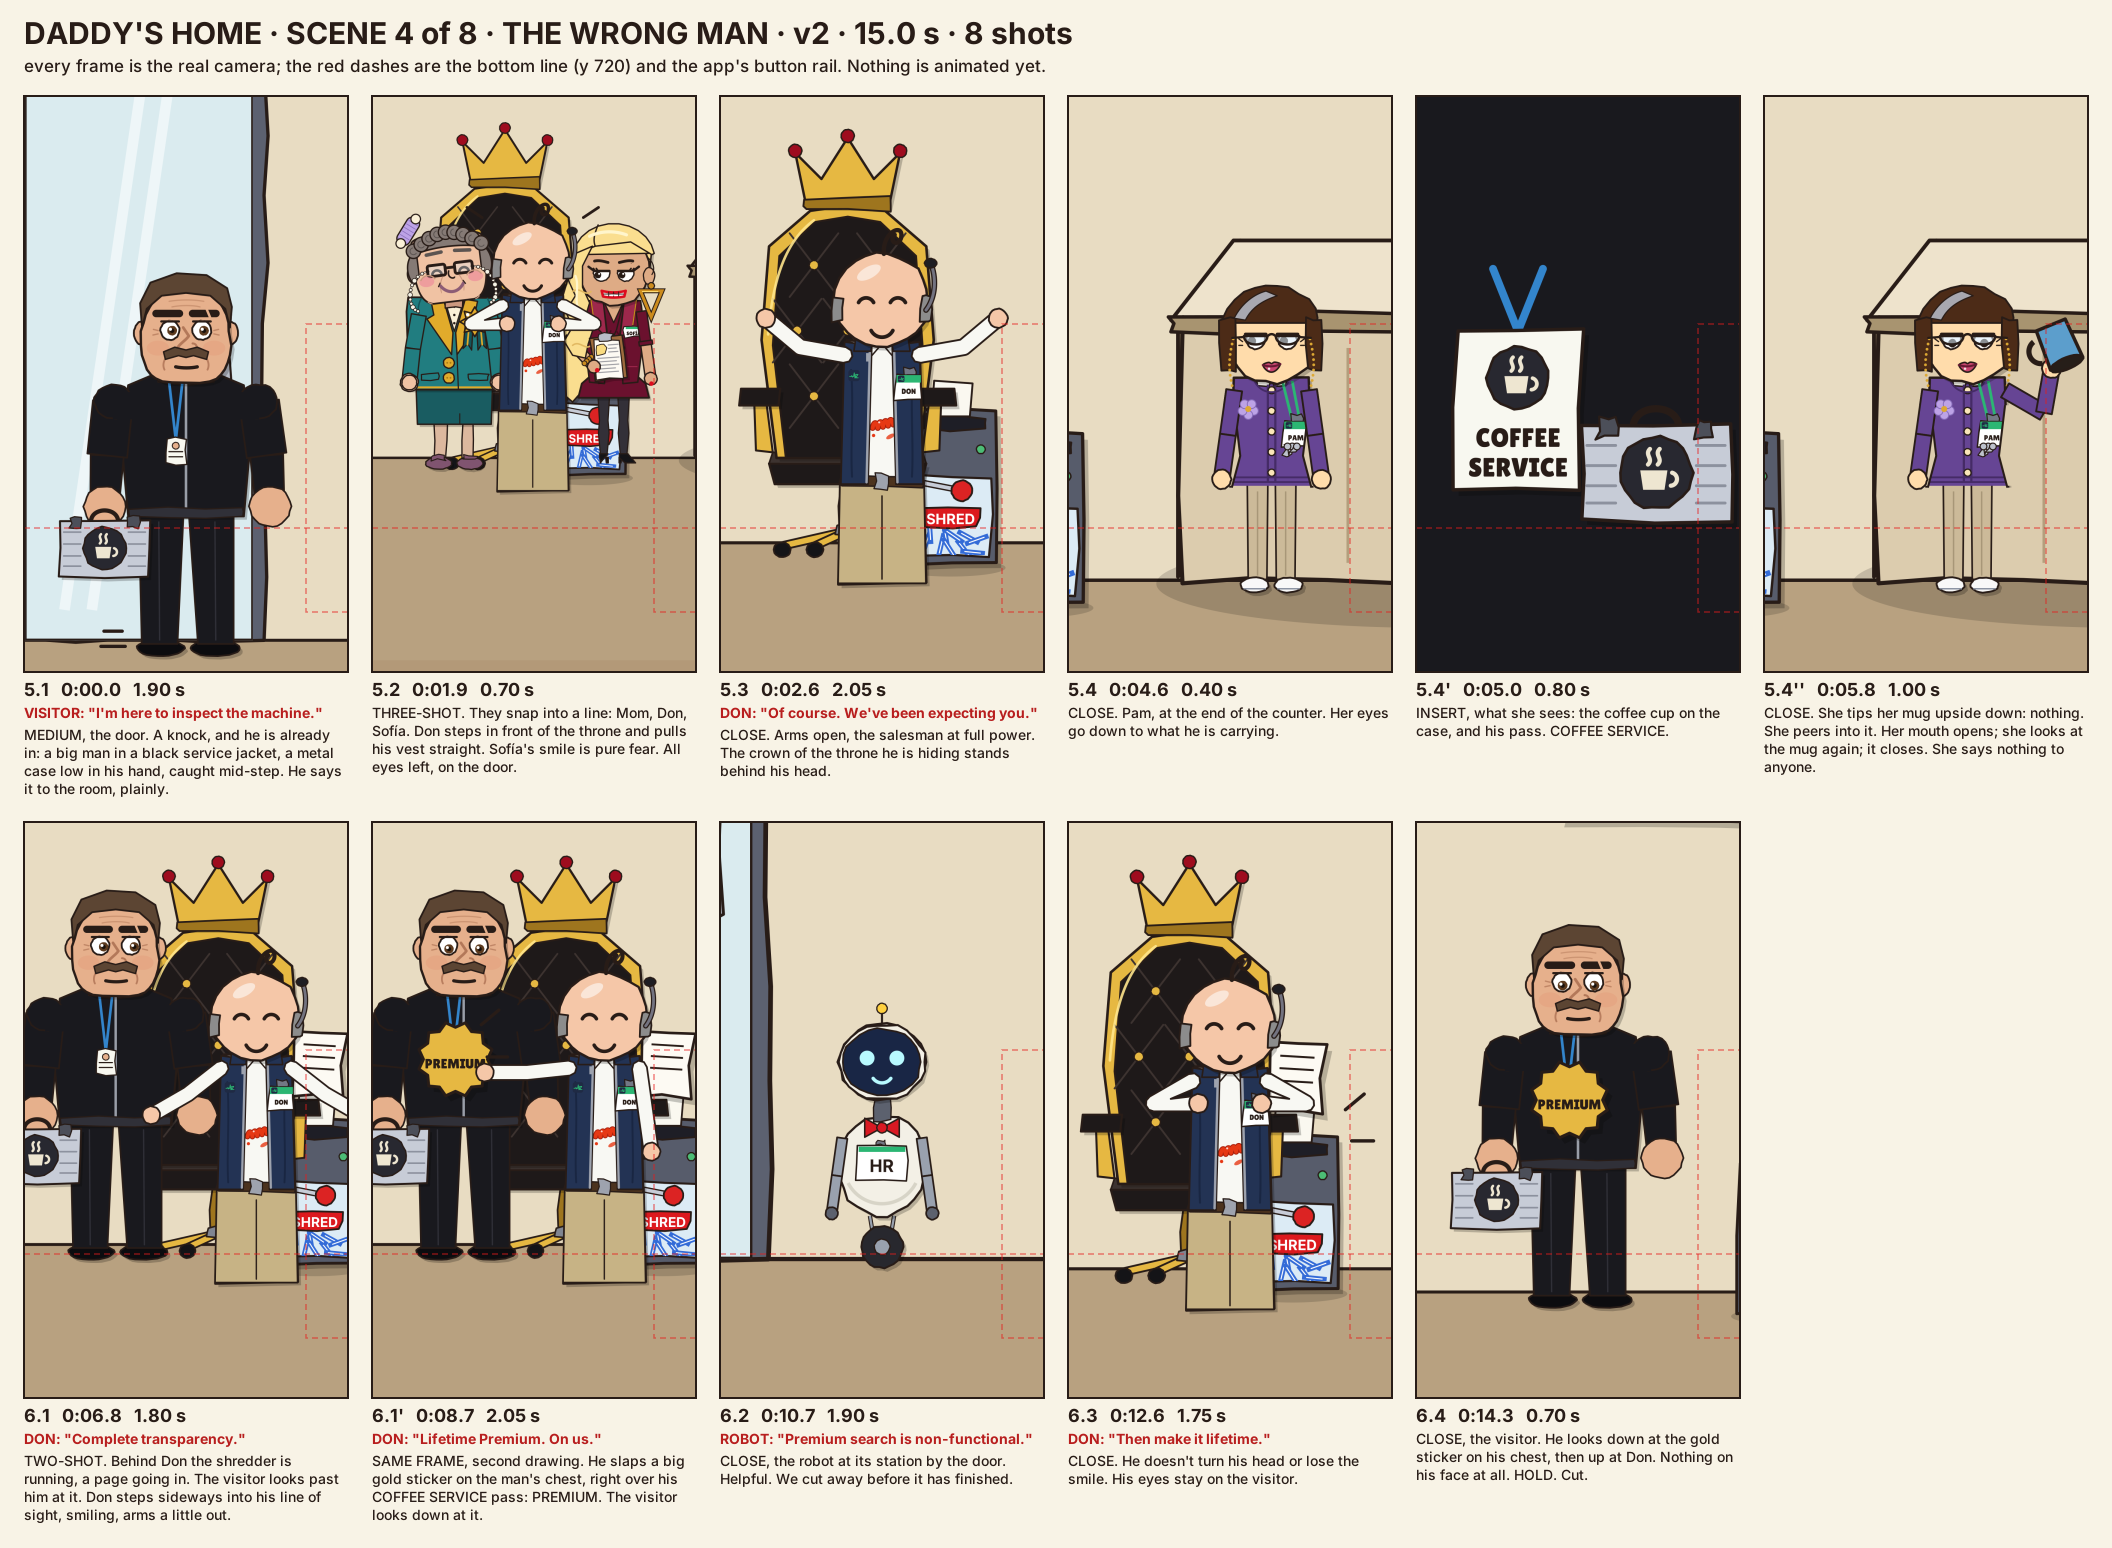 DADDY'S HOME · SCENE 4 of 8 · THE WRONG MAN · v2 · 15.0 s · 8 shots
every frame is the real camera; the red dashes are the bottom line (y 720) and the app's button rail. Nothing is animated yet.
DON
SOFI
SHRED
DON
SHRED
PAM
COFFEE
SERVICE
PAM
5.1 0:00.0 1.90 s
VISITOR: "I'm here to inspect the machine."
MEDIUM, the door. A knock, and he is already
in: a big man in a black service jacket, a metal
case low in his hand, caught mid-step. He says
it to the room, plainly.
5.2 0:01.9 0.70 s
THREE-SHOT. They snap into a line: Mom, Don,
Sofía. Don steps in front of the throne and pulls
his vest straight. Sofía's smile is pure fear. All
eyes left, on the door.
5.3 0:02.6 2.05 s
DON: "Of course. We've been expecting you."
CLOSE. Arms open, the salesman at full power.
The crown of the throne he is hiding stands
behind his head.
5.4 0:04.6 0.40 s
CLOSE. Pam, at the end of the counter. Her eyes
go down to what he is carrying.
5.4' 0:05.0 0.80 s
INSERT, what she sees: the coffee cup on the
case, and his pass. COFFEE SERVICE.
5.4'' 0:05.8 1.00 s
CLOSE. She tips her mug upside down: nothing.
She peers into it. Her mouth opens; she looks at
the mug again; it closes. She says nothing to
anyone.
DON
SHRED
PREMIUM
DON
SHRED
HR
DON
SHRED
PREMIUM
6.1 0:06.8 1.80 s
DON: "Complete transparency."
TWO-SHOT. Behind Don the shredder is
running, a page going in. The visitor looks past
him at it. Don steps sideways into his line of
sight, smiling, arms a little out.
6.1' 0:08.7 2.05 s
DON: "Lifetime Premium. On us."
SAME FRAME, second drawing. He slaps a big
gold sticker on the man's chest, right over his
COFFEE SERVICE pass: PREMIUM. The visitor
looks down at it.
6.2 0:10.7 1.90 s
ROBOT: "Premium search is non-functional."
CLOSE, the robot at its station by the door.
Helpful. We cut away before it has finished.
6.3 0:12.6 1.75 s
DON: "Then make it lifetime."
CLOSE. He doesn't turn his head or lose the
smile. His eyes stay on the visitor.
6.4 0:14.3 0.70 s
CLOSE, the visitor. He looks down at the gold
sticker on his chest, then up at Don. Nothing on
his face at all. HOLD. Cut.